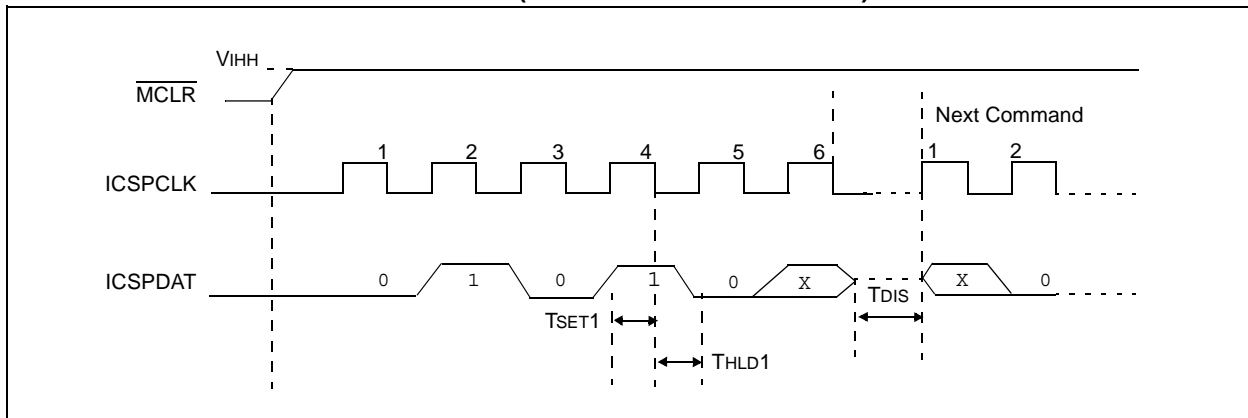 VIHH
MCLR
Next Command
1 2 3 4 5 6 1 2
ICSPCLK
ICSPDAT
0 1 0 1 0 X X 0
TDIS
TSET1
THLD1